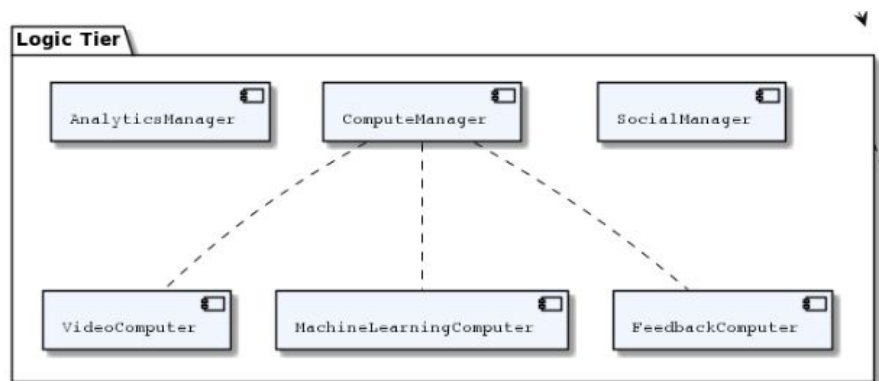 Logic Tier
AnalyticsManager
ComputeManager
SocialManager
VideoComputer
MachineLearningComputer
FeedbackComputer